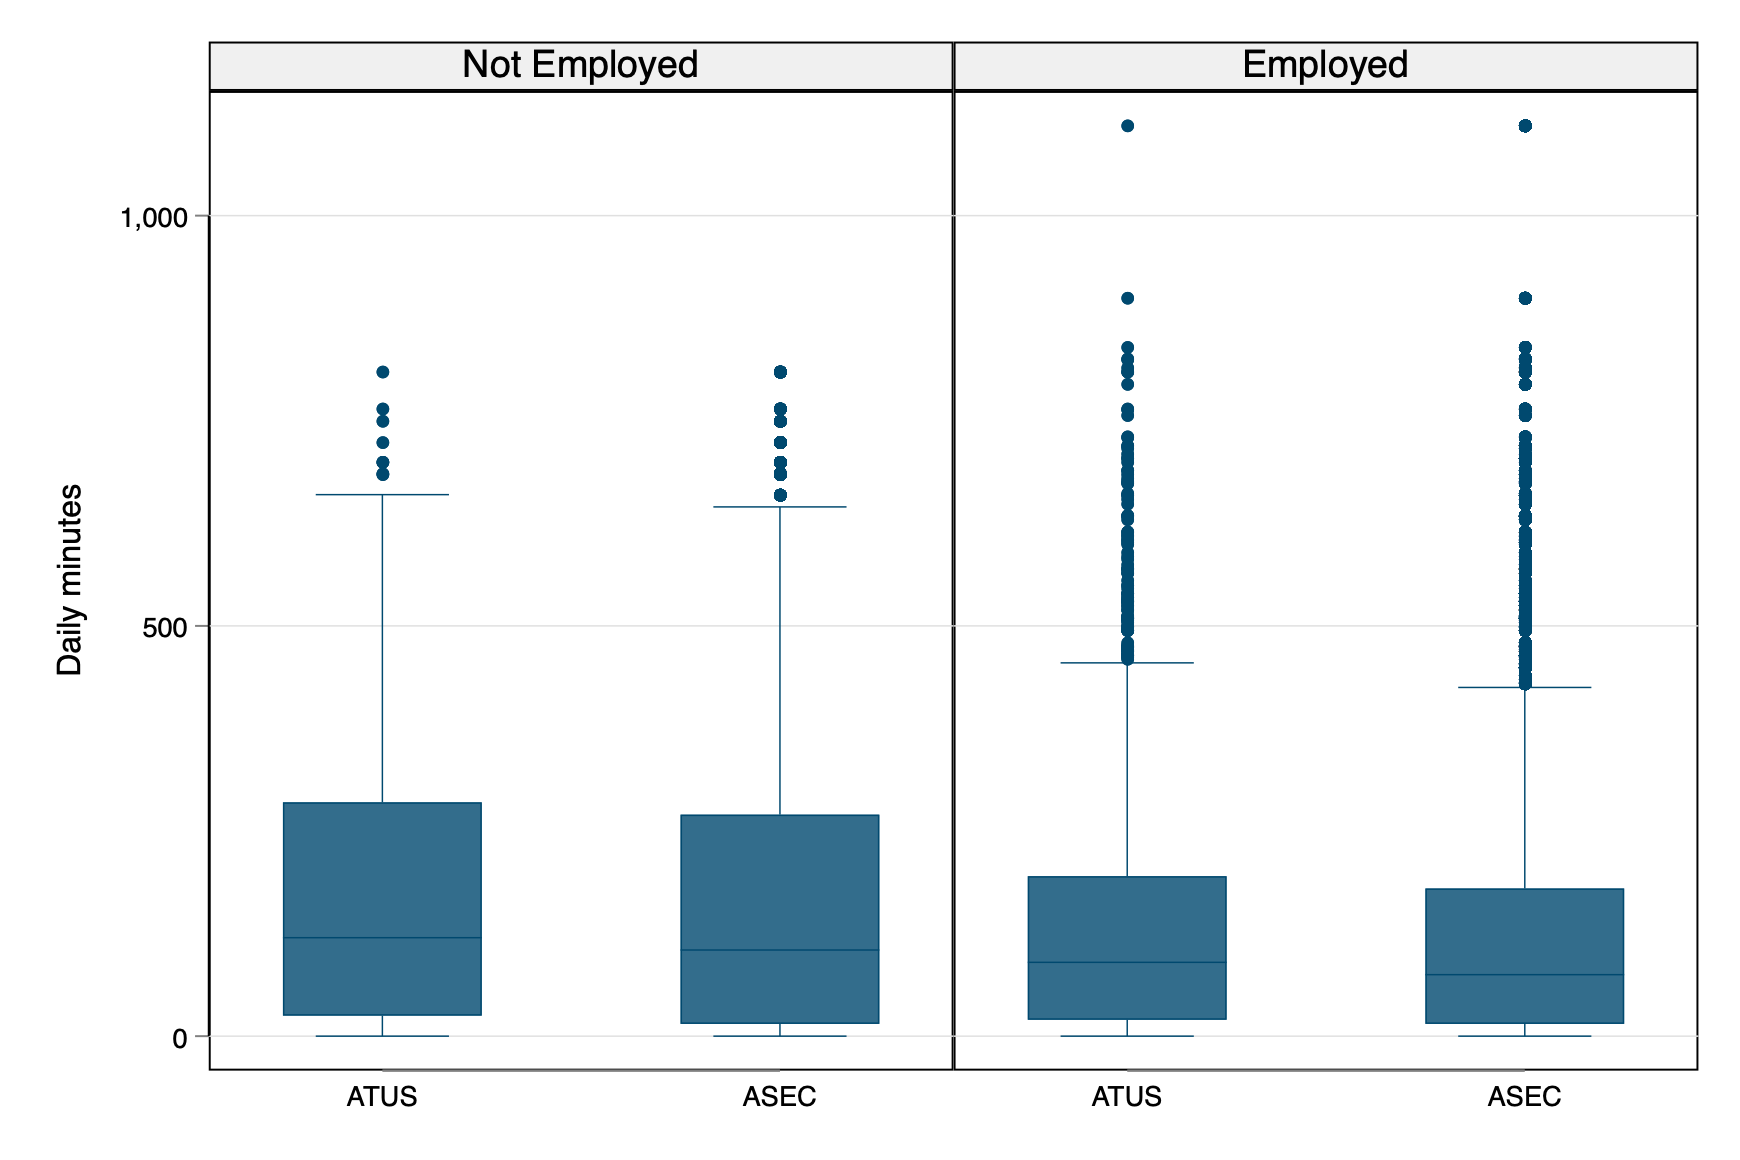 Not Employed
Employed
Daily minutes
1,000
500
0
ATUS
ASEC
ATUS
ASEC